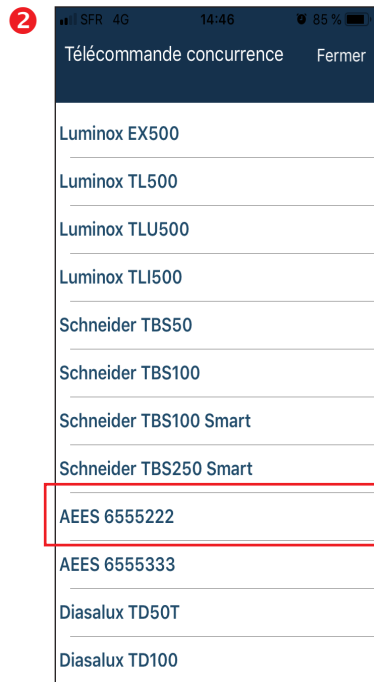 2
SFR 4G 14:46 85 %
Télécommande concurrence Fermer
Luminox EX500
Luminox TL500
Luminox TLU500
Luminox TLI500
Schneider TBS50
Schneider TBS100
Schneider TBS100 Smart
Schneider TBS250 Smart
AEES 6555222
AEES 6555333
Diasalux TD50T
Diasalux TD100